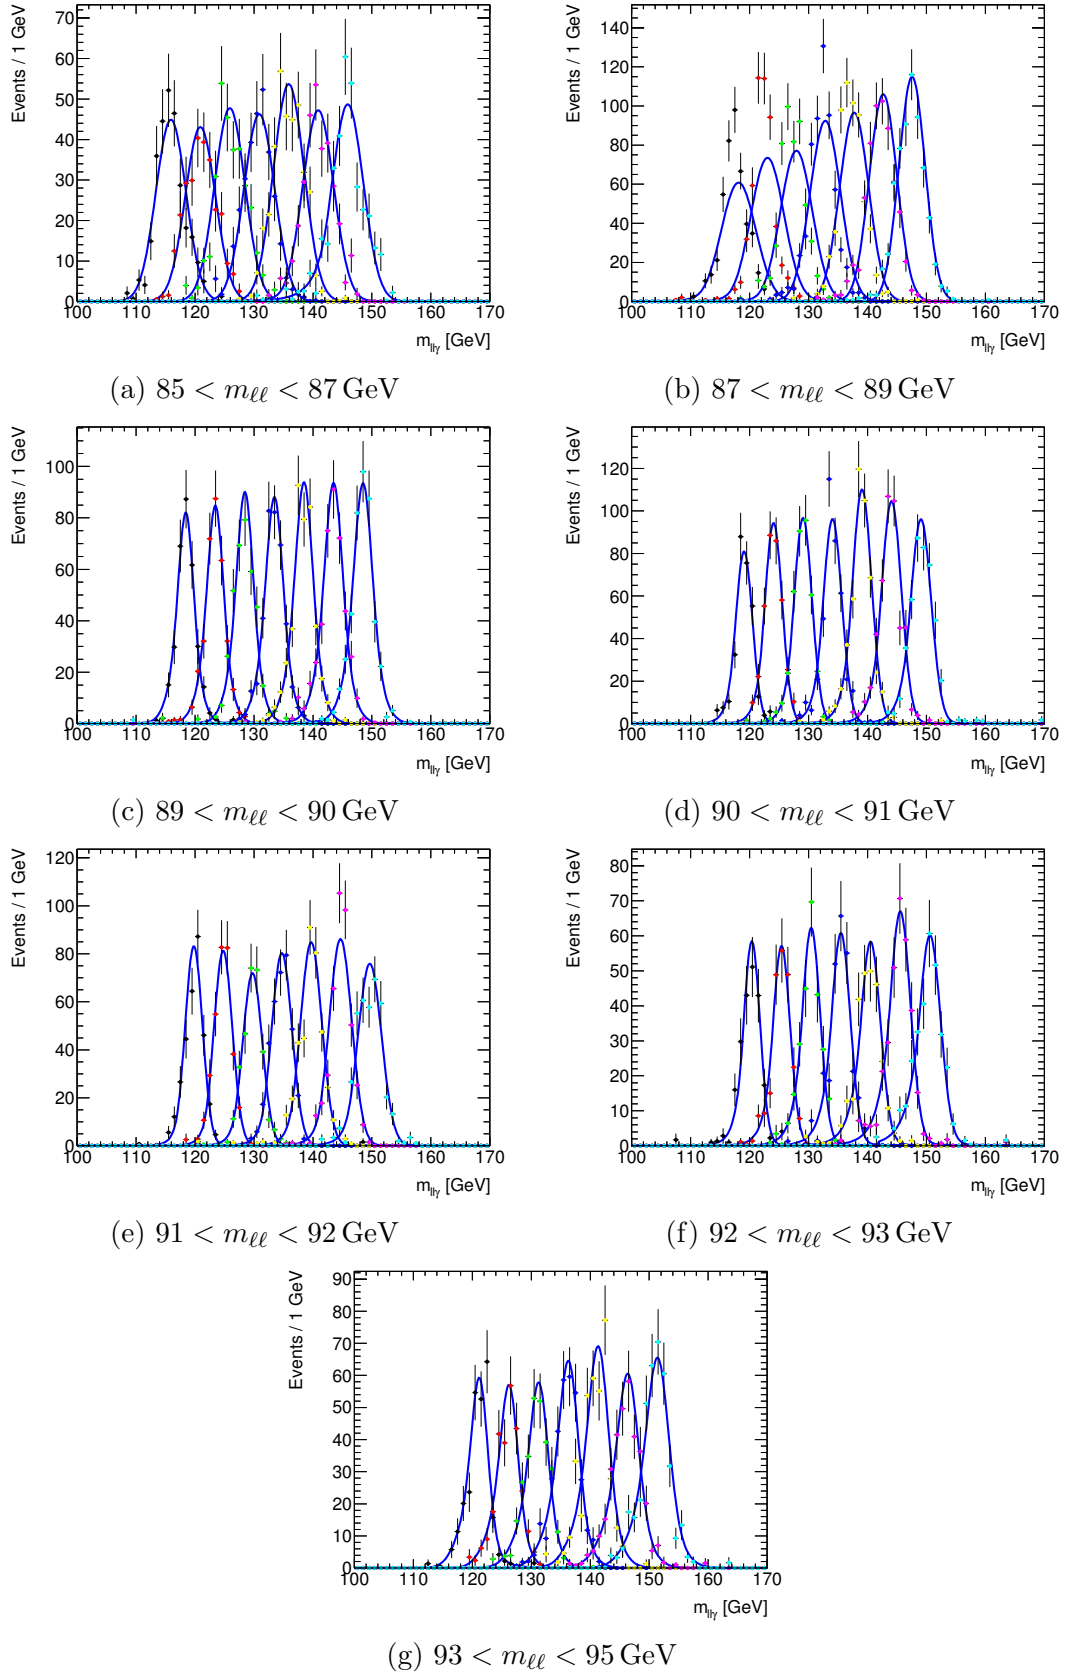 Events / 1 GeV
70
60
50
40
30
20
10
0
100 110 120 130 140 150 160 170
m_{llγ} [GeV]
(a) 85 < m_{ℓℓ} < 87 GeV
Events / 1 GeV
140
120
100
80
60
40
20
0
100 110 120 130 140 150 160 170
m_{llγ} [GeV]
(b) 87 < m_{ℓℓ} < 89 GeV
Events / 1 GeV
100
80
60
40
20
0
100 110 120 130 140 150 160 170
m_{llγ} [GeV]
(c) 89 < m_{ℓℓ} < 90 GeV
Events / 1 GeV
120
100
80
60
40
20
0
100 110 120 130 140 150 160 170
m_{llγ} [GeV]
(d) 90 < m_{ℓℓ} < 91 GeV
Events / 1 GeV
120
100
80
60
40
20
0
100 110 120 130 140 150 160 170
m_{llγ} [GeV]
(e) 91 < m_{ℓℓ} < 92 GeV
Events / 1 GeV
80
70
60
50
40
30
20
10
0
100 110 120 130 140 150 160 170
m_{llγ} [GeV]
(f) 92 < m_{ℓℓ} < 93 GeV
Events / 1 GeV
90
80
70
60
50
40
30
20
10
0
100 110 120 130 140 150 160 170
m_{llγ} [GeV]
(g) 93 < m_{ℓℓ} < 95 GeV